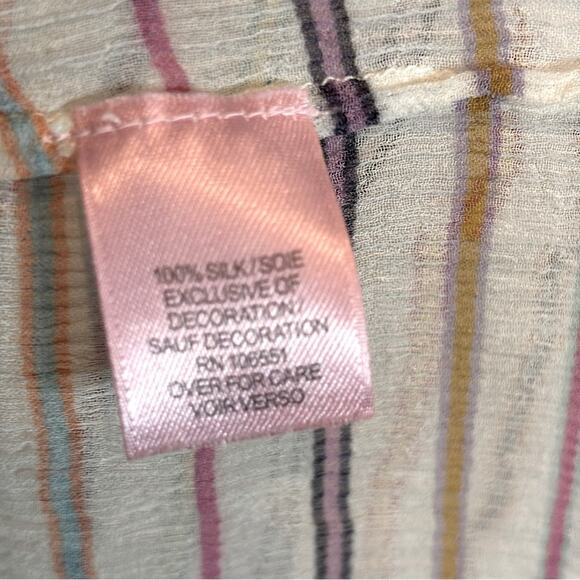 100% SILK/SOIE
EXCLUSIVE OF
DECORATION/
SAUF DECORATION
RN 106551
OVER FOR CARE
VOIR VERSO